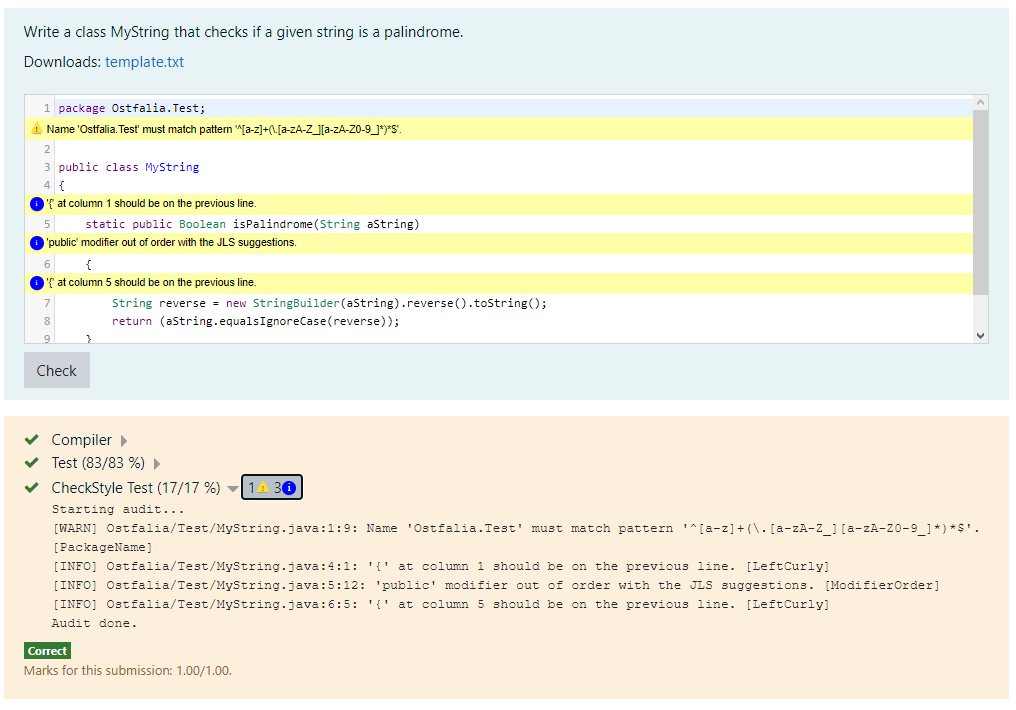 Write a class MyString that checks if a given string is a palindrome.
Downloads: template.txt
1 package Ostfalia.Test;
Name 'Ostfalia.Test' must match pattern '^[a-z]+(\.[a-zA-Z_][a-zA-Z0-9_]*)*$'.
2
3 public class MyString
4 {
'{' at column 1 should be on the previous line.
5 static public Boolean isPalindrome(String aString)
'public' modifier out of order with the JLS suggestions.
6 {
'{' at column 5 should be on the previous line.
7 String reverse = new StringBuilder(aString).reverse().toString();
8 return (aString.equalsIgnoreCase(reverse));
9 }
Check
Compiler
Test (83/83 %)
CheckStyle Test (17/17 %) 1 3
Starting audit...
[WARN] Ostfalia/Test/MyString.java:1:9: Name 'Ostfalia.Test' must match pattern '^[a-z]+(\.[a-zA-Z_][a-zA-Z0-9_]*)*$'.
[PackageName]
[INFO] Ostfalia/Test/MyString.java:4:1: '{' at column 1 should be on the previous line. [LeftCurly]
[INFO] Ostfalia/Test/MyString.java:5:12: 'public' modifier out of order with the JLS suggestions. [ModifierOrder]
[INFO] Ostfalia/Test/MyString.java:6:5: '{' at column 5 should be on the previous line. [LeftCurly]
Audit done.
Correct
Marks for this submission: 1.00/1.00.